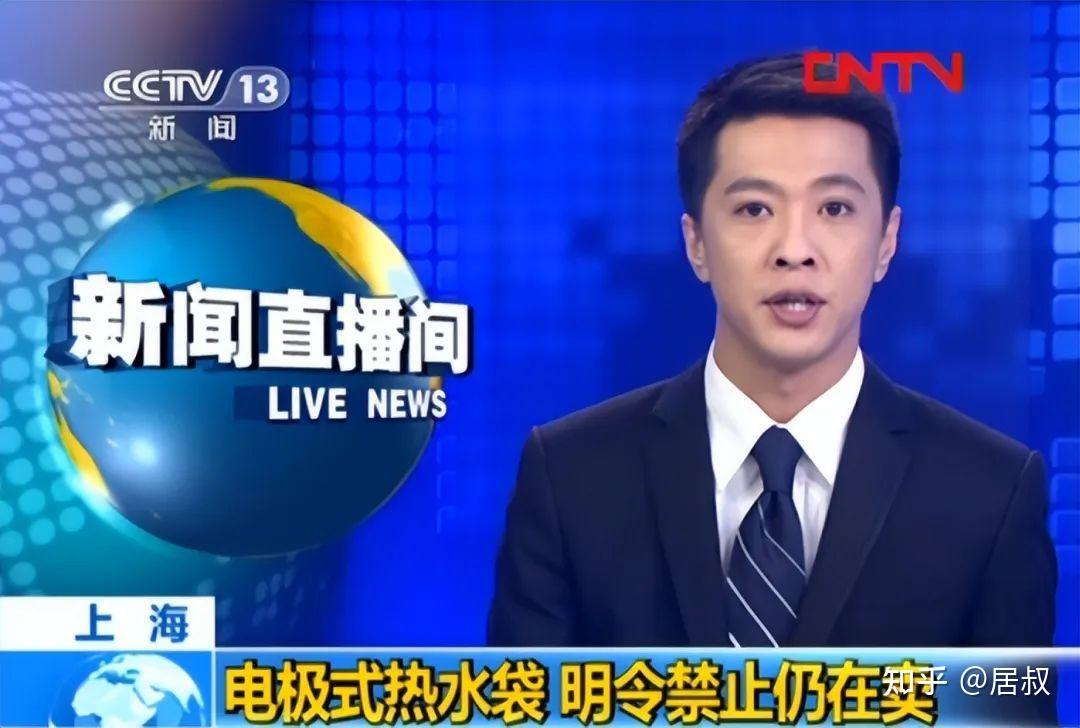 CCTV 13
新闻
CNTV
新闻直播间
LIVE NEWS
上海
电极式热水袋 明令禁止仍在卖
知乎 @居叔